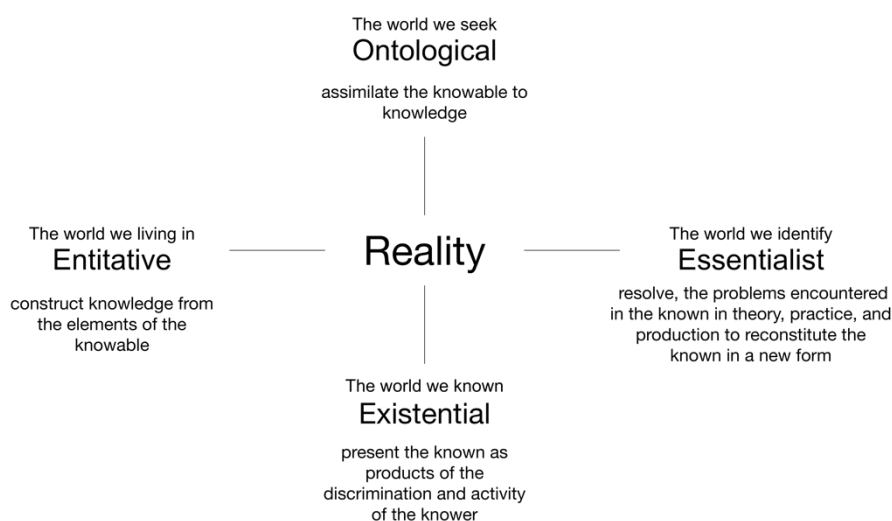 The world we seek
Ontological
assimilate the knowable to
knowledge
The world we living in
Entitative
construct knowledge from
the elements of the
knowable
Reality
The world we identify
Essentialist
resolve, the problems encountered
in the known in theory, practice, and
production to reconstitute the
known in a new form
The world we known
Existential
present the known as
products of the
discrimination and activity
of the knower